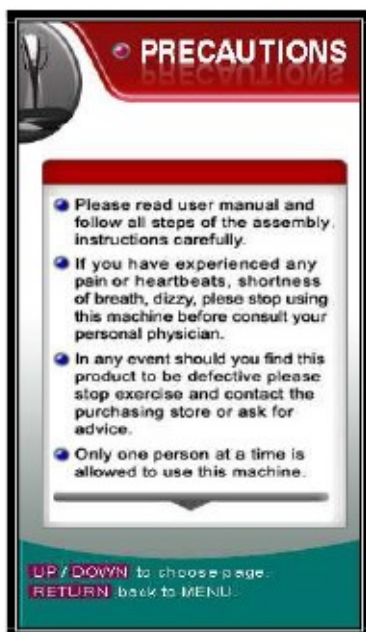 PRECAUTIONS
Please read user manual and
follow all steps of the assembly
instructions carefully.
If you have experienced any
pain or heartbeats, shortness
of breath, dizzy, plese stop using
this machine before consult your
personal physician.
In any event should you find this
product to be defective please
stop exercise and contact the
purchasing store or ask for
advice.
Only one person at a time is
allowed to use this machine.
UP / DOWN to choose page.
RETURN back to MENU.